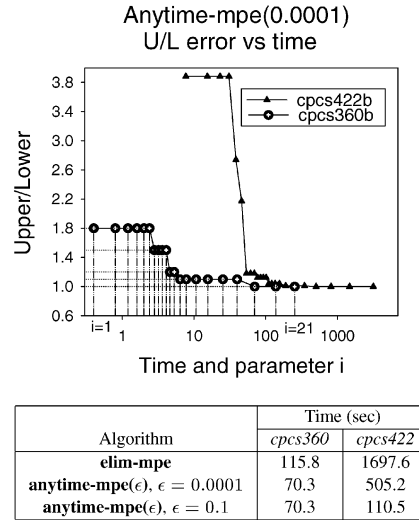 Anytime-mpe(0.0001)
U/L error vs time
Upper/Lower
3.8
3.4
3.0
2.6
2.2
1.8
1.4
1.0
0.6
cpcs422b
cpcs360b
i=1
i=21
1 10 100 1000
Time and parameter i
Time (sec)
Algorithm cpcs360 cpcs422
elim-mpe 115.8 1697.6
anytime-mpe(ϵ), ϵ = 0.0001 70.3 505.2
anytime-mpe(ϵ), ϵ = 0.1 70.3 110.5